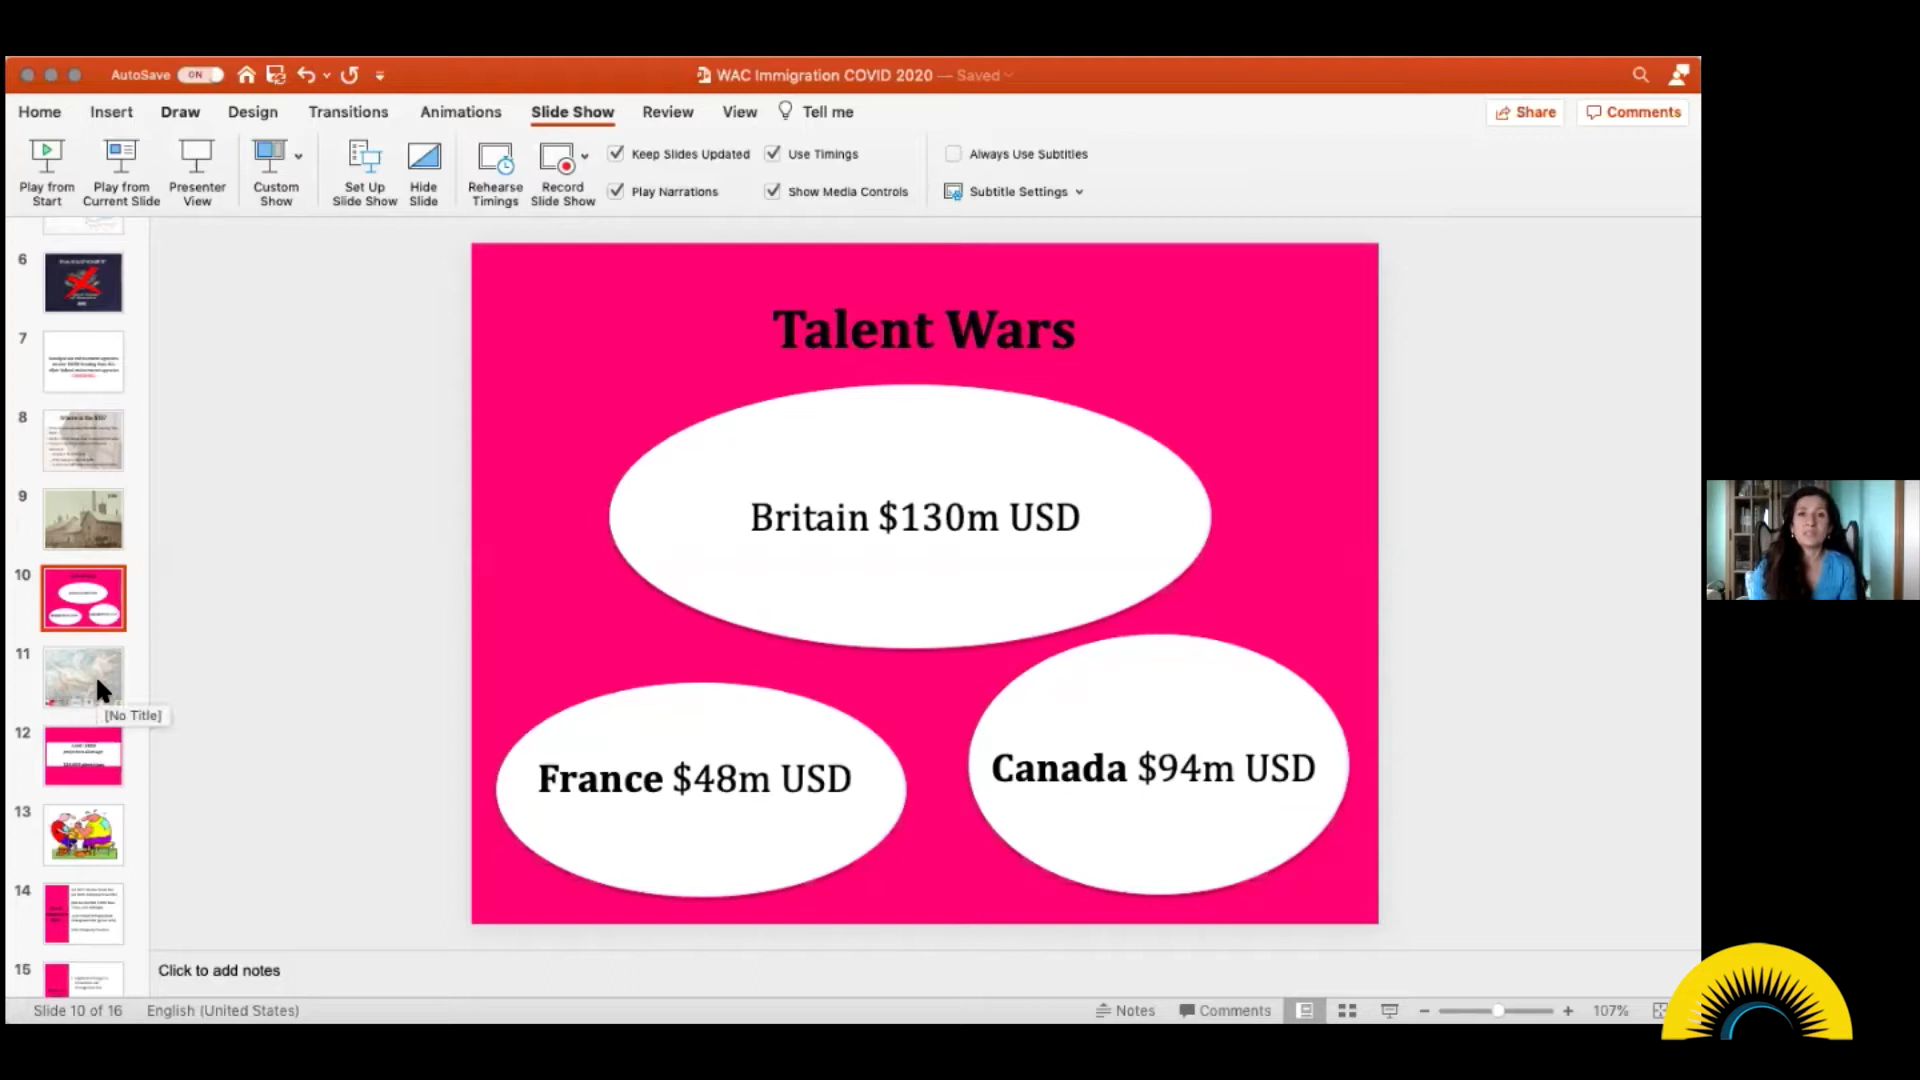 AutoSave ON
WAC Immigration COVID 2020 — Saved
Home Insert Draw Design Transitions Animations Slide Show Review View Tell me
Share Comments
Play from Start
Play from Current Slide
Presenter View
Custom Show
Set Up Slide Show
Hide Slide
Rehearse Timings
Record Slide Show
Keep Slides Updated
Use Timings
Play Narrations
Show Media Controls
Always Use Subtitles
Subtitle Settings
6
7
8
9
10
11
[No Title]
12
13
14
15
Talent Wars
Britain $130m USD
France $48m USD
Canada $94m USD
Click to add notes
Slide 10 of 16 English (United States)
Notes Comments 107%